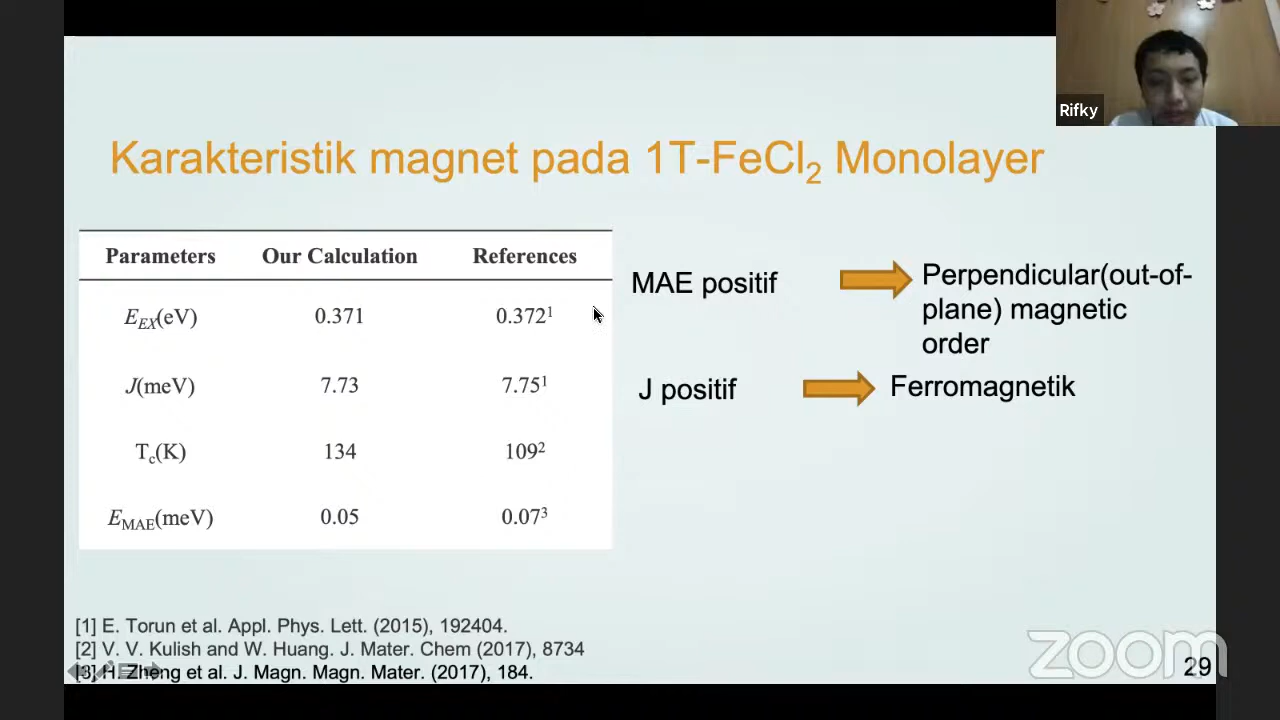 Rifky
Karakteristik magnet pada 1T-FeCl₂ Monolayer
Parameters Our Calculation References
E_EX(eV) 0.371 0.372¹
J(meV) 7.73 7.75¹
T_c(K) 134 109²
E_MAE(meV) 0.05 0.07³
MAE positif
Perpendicular(out-of-
plane) magnetic
order
J positif
Ferromagnetik
[1] E. Torun et al. Appl. Phys. Lett. (2015), 192404.
[2] V. V. Kulish and W. Huang. J. Mater. Chem (2017), 8734
[3] H. Zheng et al. J. Magn. Magn. Mater. (2017), 184.
zoom
29